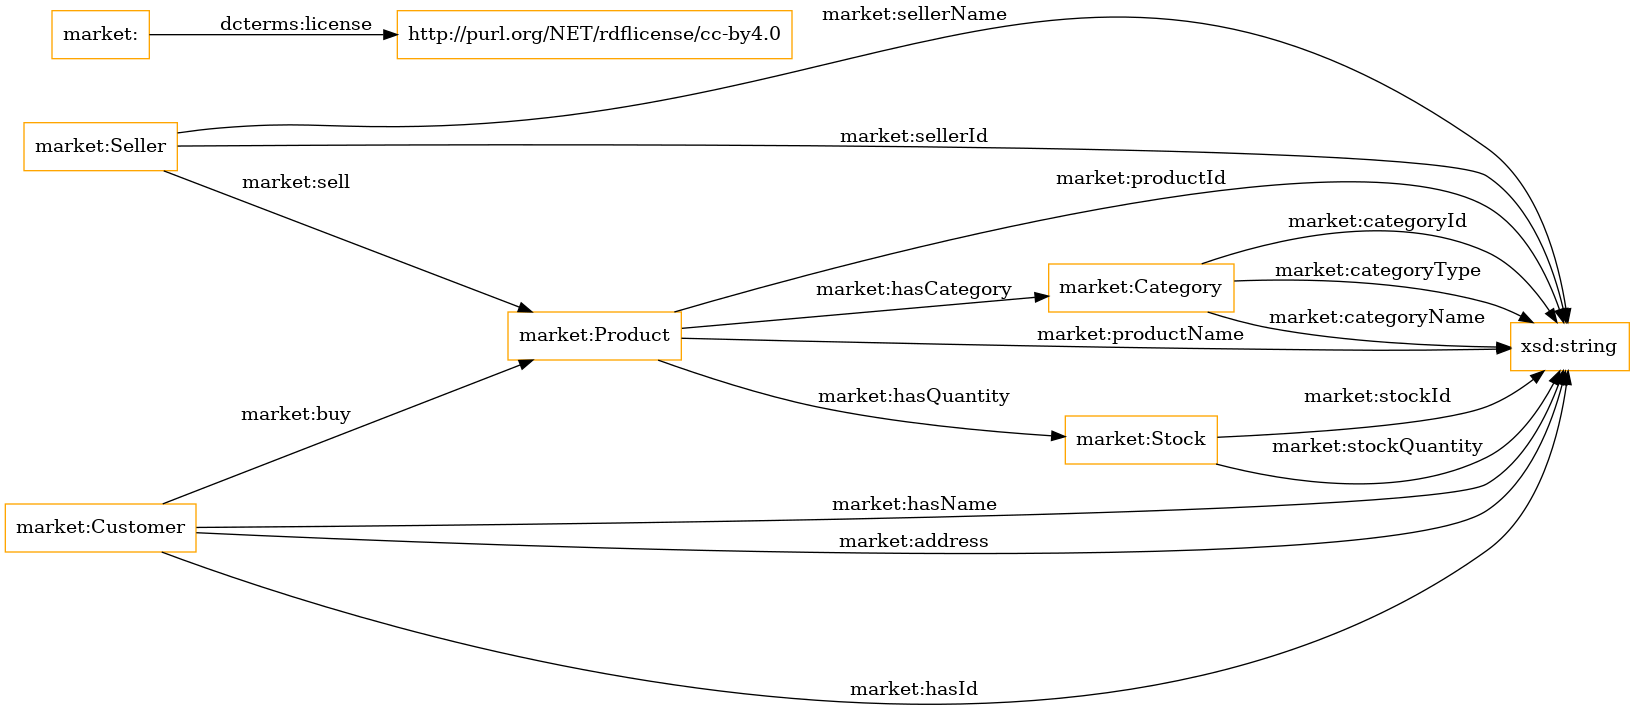 market:sellerName
market:
dcterms:license
http://purl.org/NET/rdflicense/cc-by4.0
market:Seller
market:sellerId
market:sell
market:productId
market:categoryId
market:categoryType
market:hasCategory
market:Category
market:categoryName
market:Product
market:productName
xsd:string
market:hasQuantity
market:stockId
market:buy
market:Stock
market:stockQuantity
market:hasName
market:Customer
market:address
market:hasId